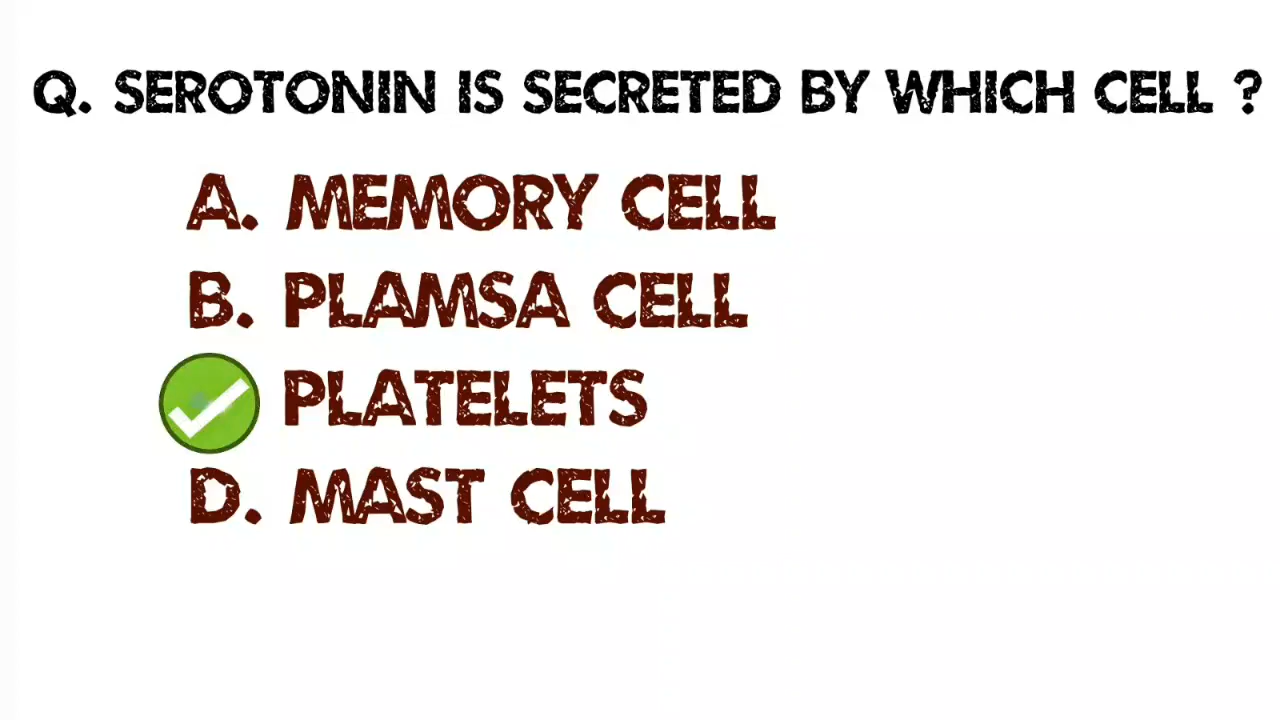 Q. SEROTONIN IS SECRETED BY WHICH CELL ?
A. MEMORY CELL
B. PLAMSA CELL
PLATELETS
D. MAST CELL